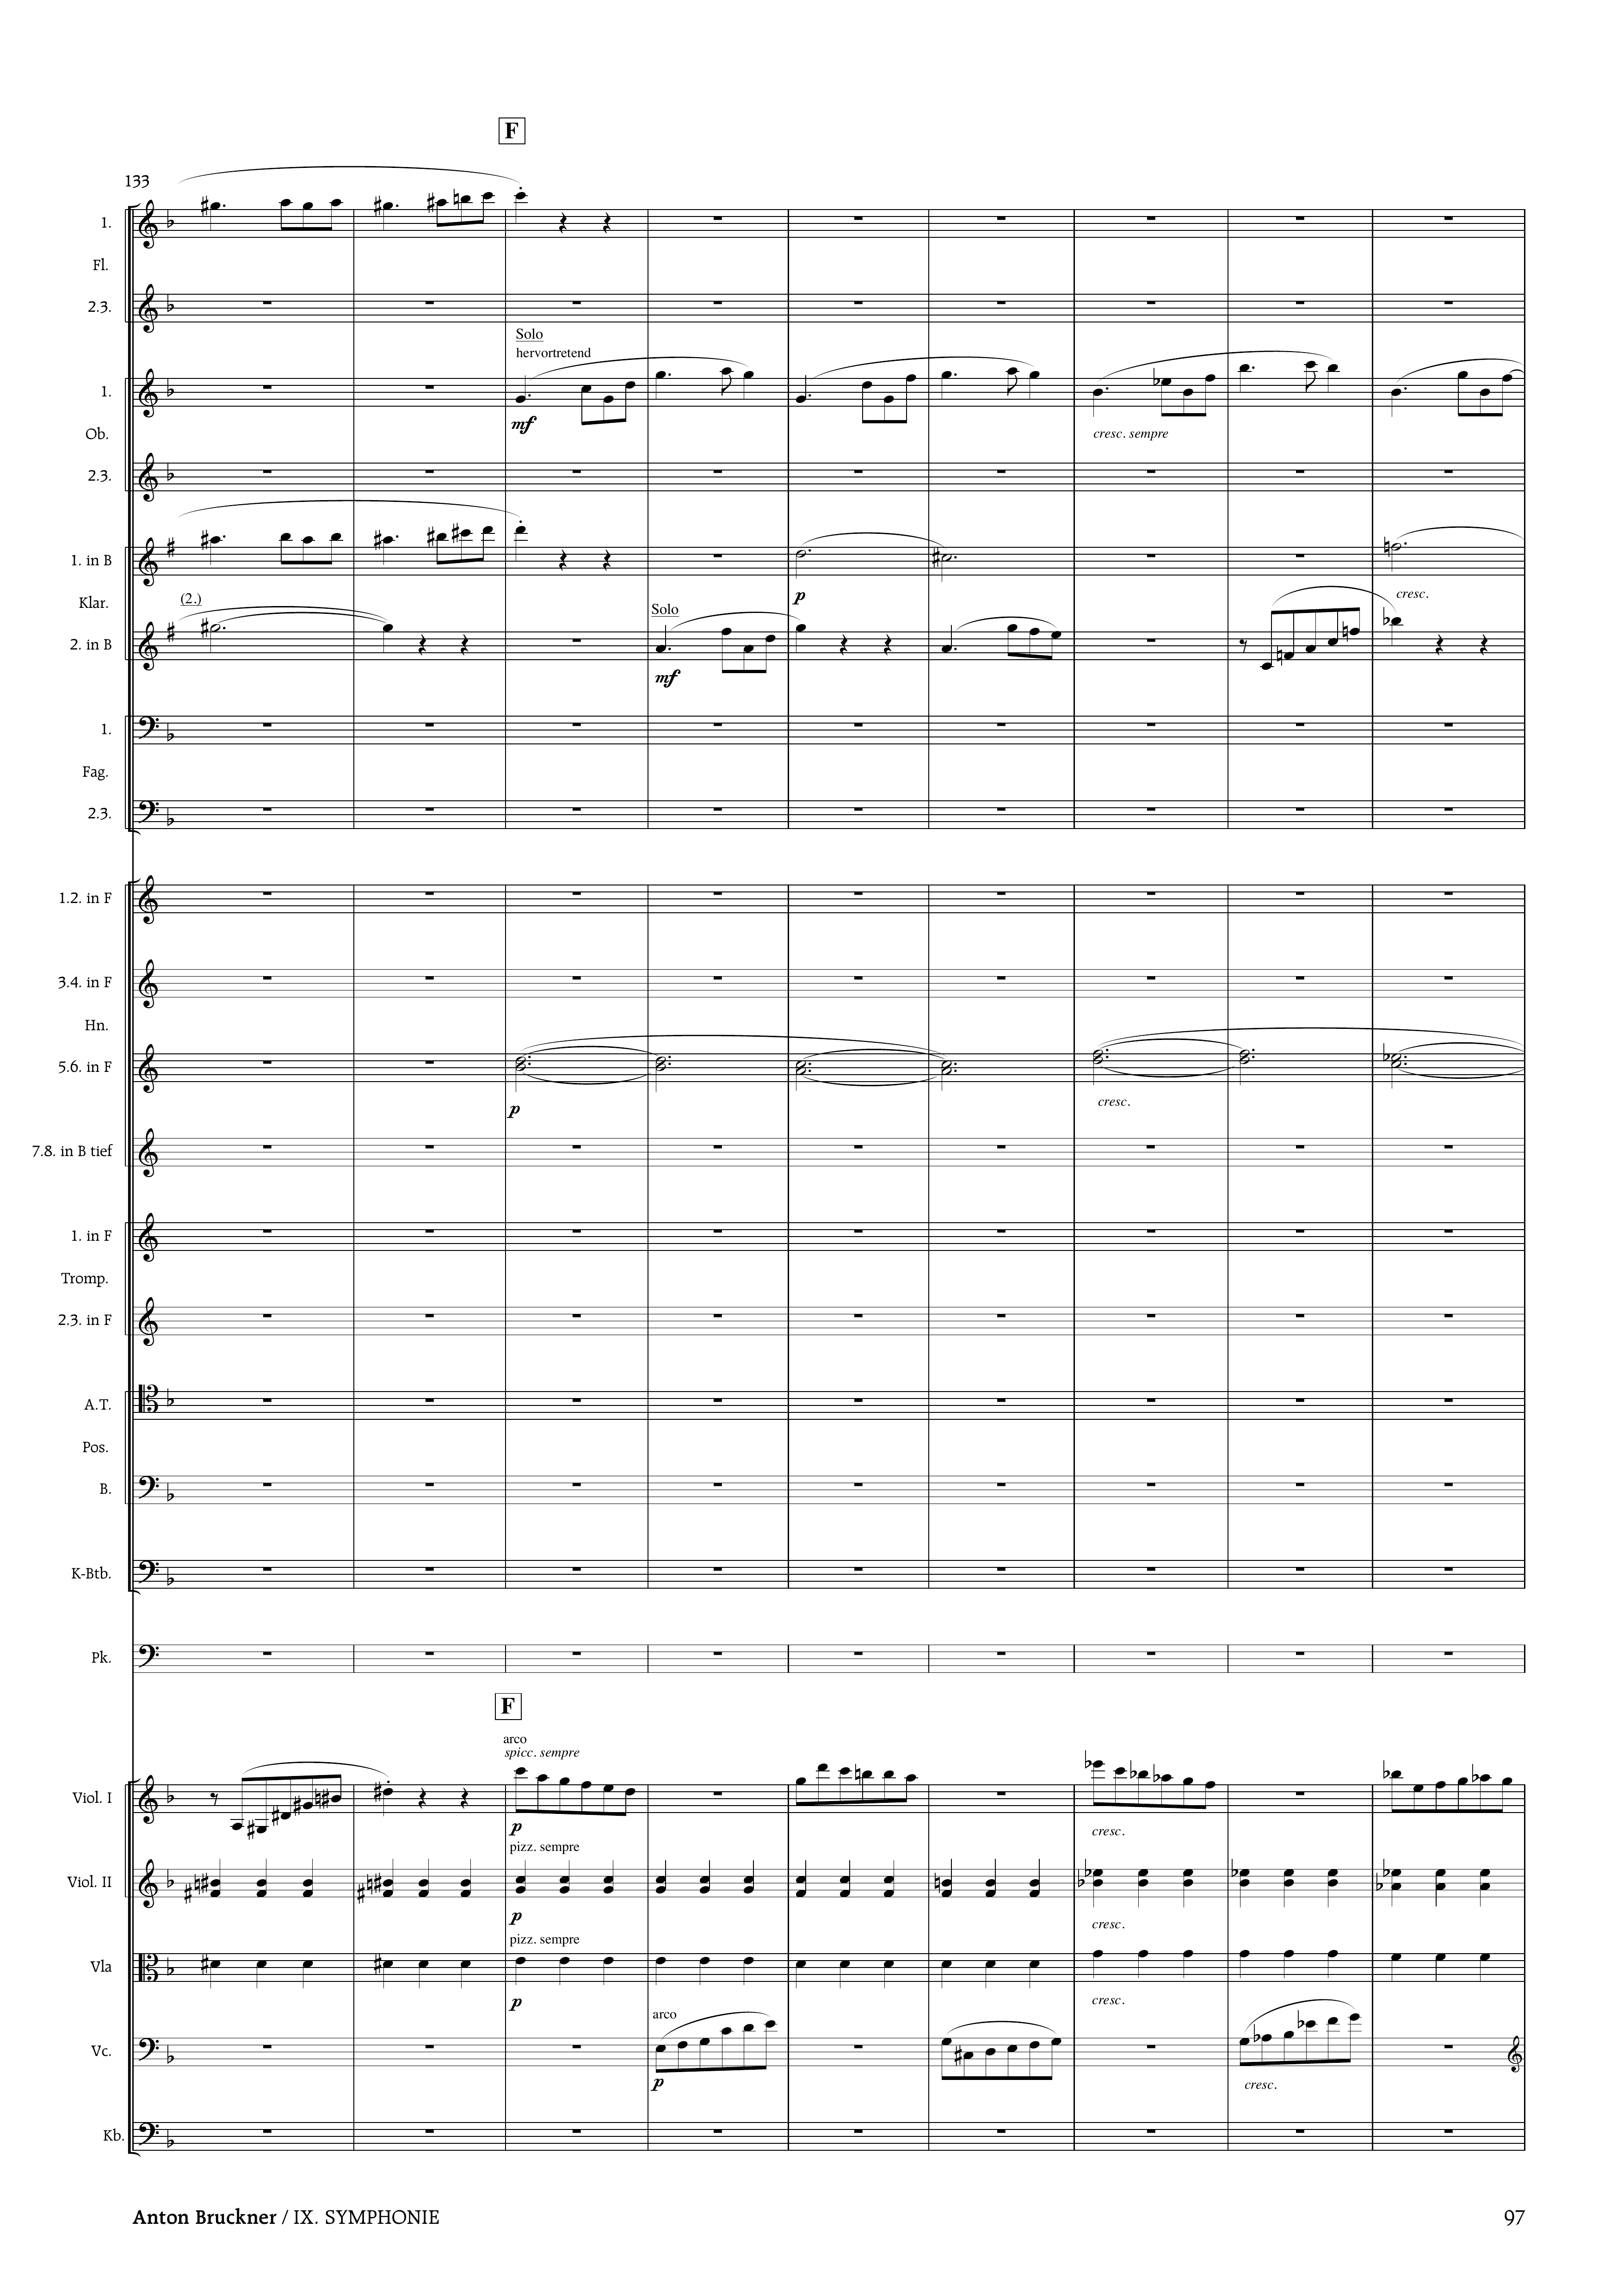 F
133
1.
Fl.
2.3.
Solo
hervortretend
1.
mf
cresc. sempre
Ob.
2.3.
1. in B
p
cresc.
Klar.
(2.)
Solo
2. in B
mf
1.
Fag.
2.3.
1.2. in F
3.4. in F
Hn.
5.6. in F
p
cresc.
7.8. in B tief
1. in F
Tromp.
2.3. in F
A.T.
Pos.
B.
K-Btb.
Pk.
F
arco
spicc. sempre
Viol. I
p
cresc.
pizz. sempre
Viol. II
p
cresc.
pizz. sempre
Vla
p
cresc.
arco
Vc.
p
cresc.
Kb.
Anton Bruckner / IX. SYMPHONIE
97